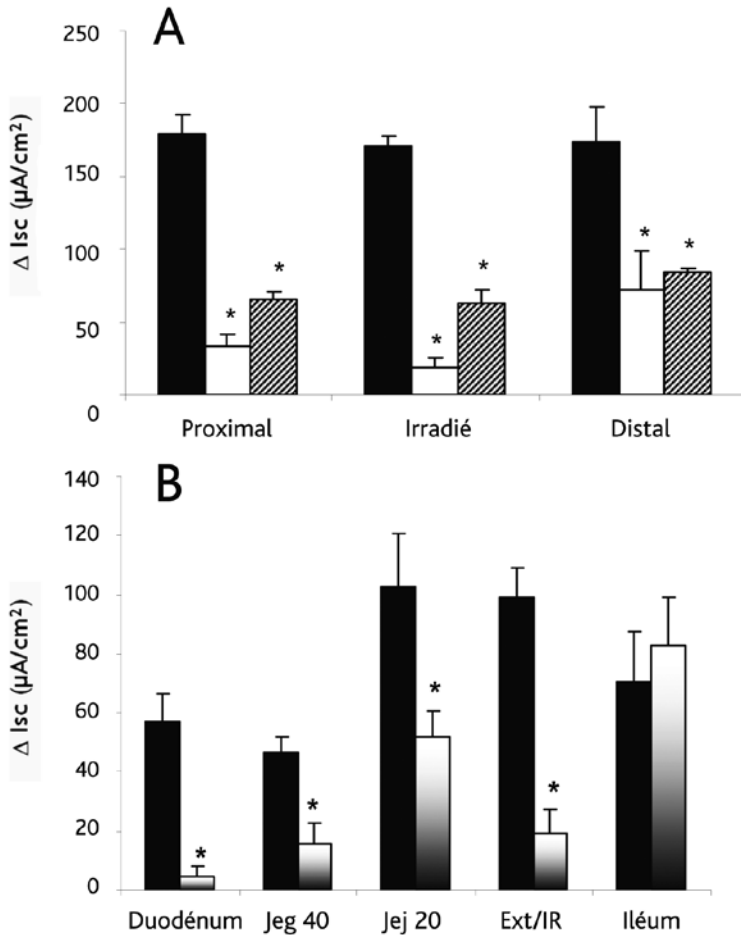 A
Δ Isc (µA/cm²)
250
200
150
100
50
0
* * * * * *
Proximal Irradié Distal
B
Δ Isc (µA/cm²)
140
120
100
80
60
40
20
0
* * * *
Duodénum Jeg 40 Jej 20 Ext/IR Iléum